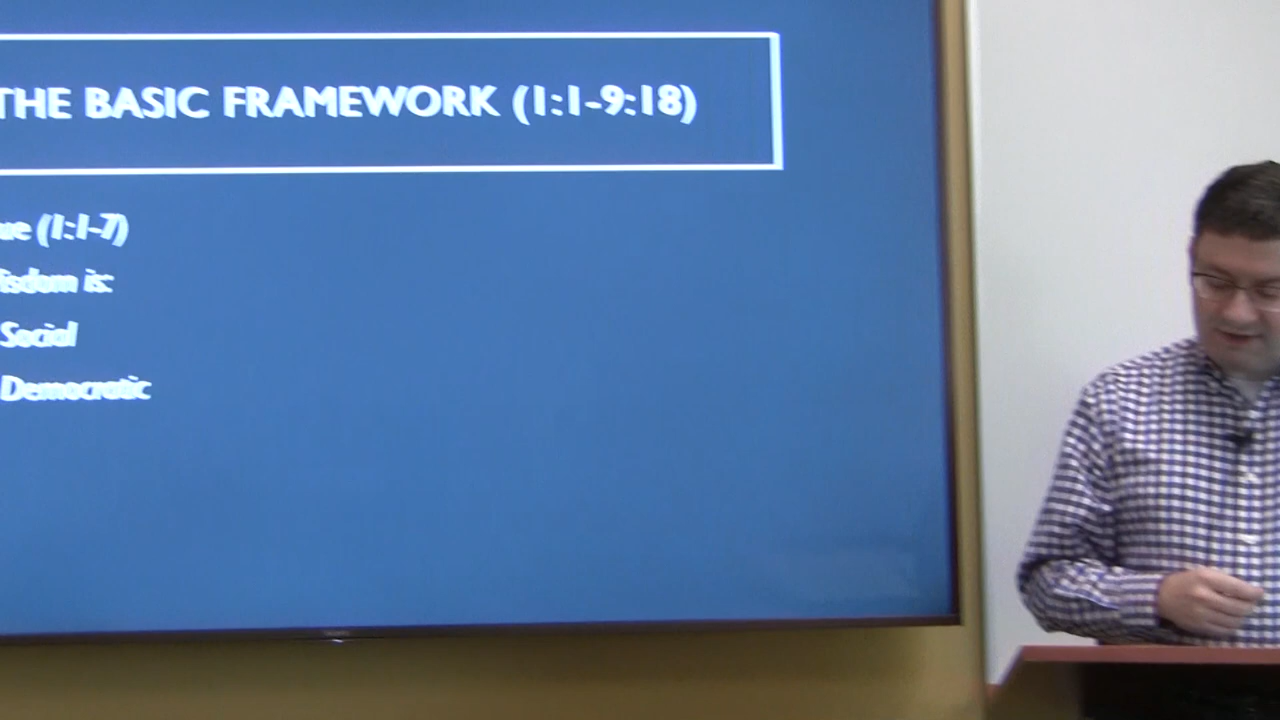 THE BASIC FRAMEWORK (1:1-9:18)
ue (1:1-7)
isdom is:
Social
Democratic